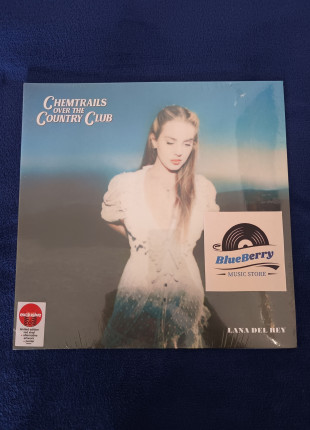 CHEMTRAILS
OVER THE
COUNTRY CLUB
BlueBerry
MUSIC STORE
LANA DEL REY